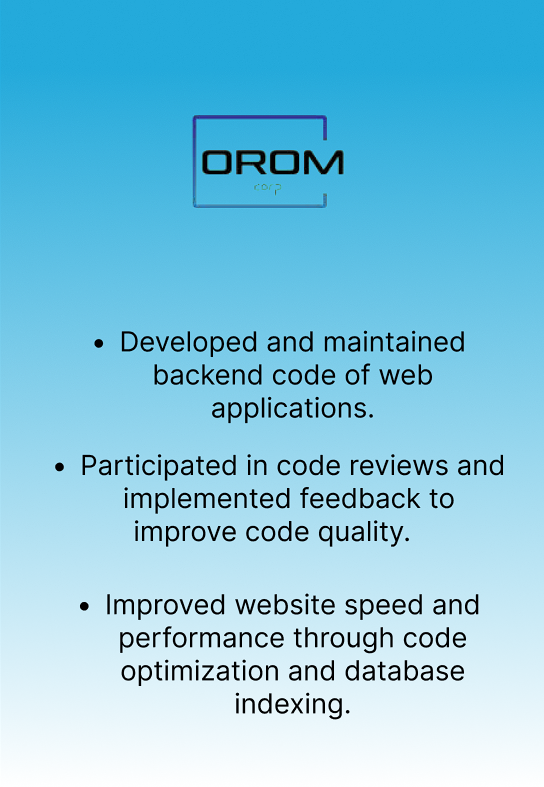 OROM
corp
• Developed and maintained
backend code of web
applications.
• Participated in code reviews and
implemented feedback to
improve code quality.
• Improved website speed and
performance through code
optimization and database
indexing.